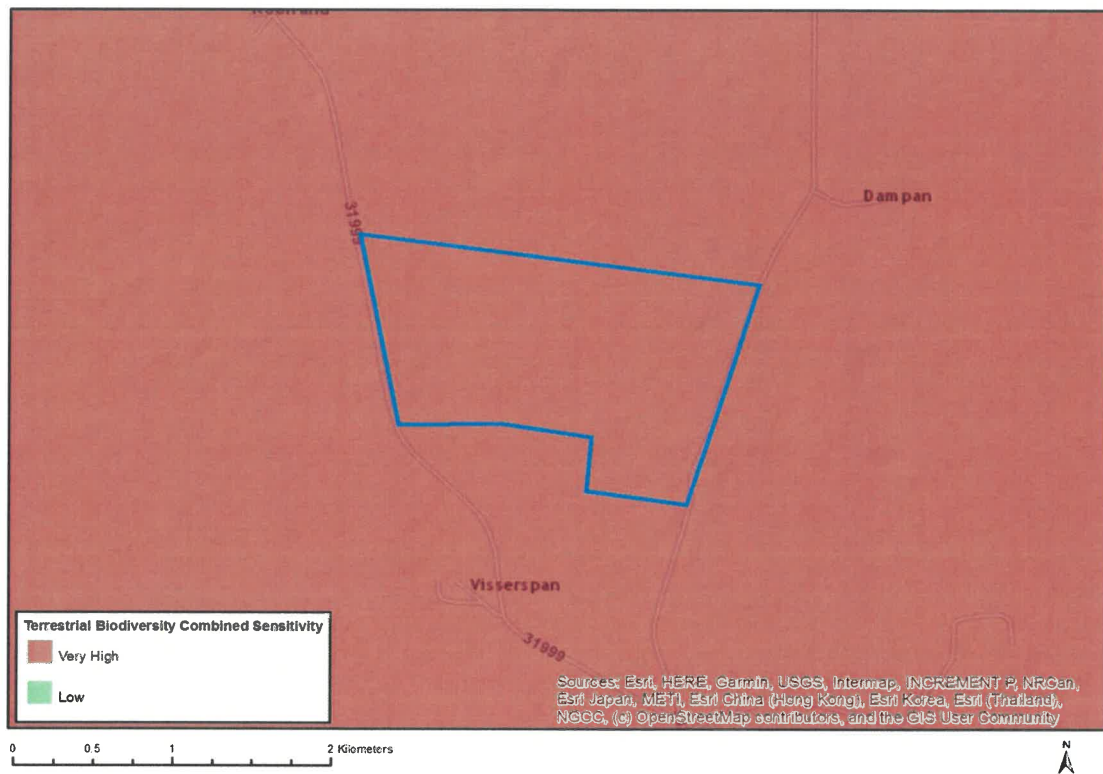 31999
Dampan
Visserspan
31999
Terrestrial Biodiversity Combined Sensitivity
Very High
Low
Sources: Esri, HERE, Garmin, USGS, Intermap, INCREMENT P, NRCan,
Esri Japan, METI, Esri China (Hong Kong), Esri Korea, Esri (Thailand),
NGCC, (c) OpenStreetMap contributors, and the GIS User Community
0 0.5 1 2 Kilometers
N